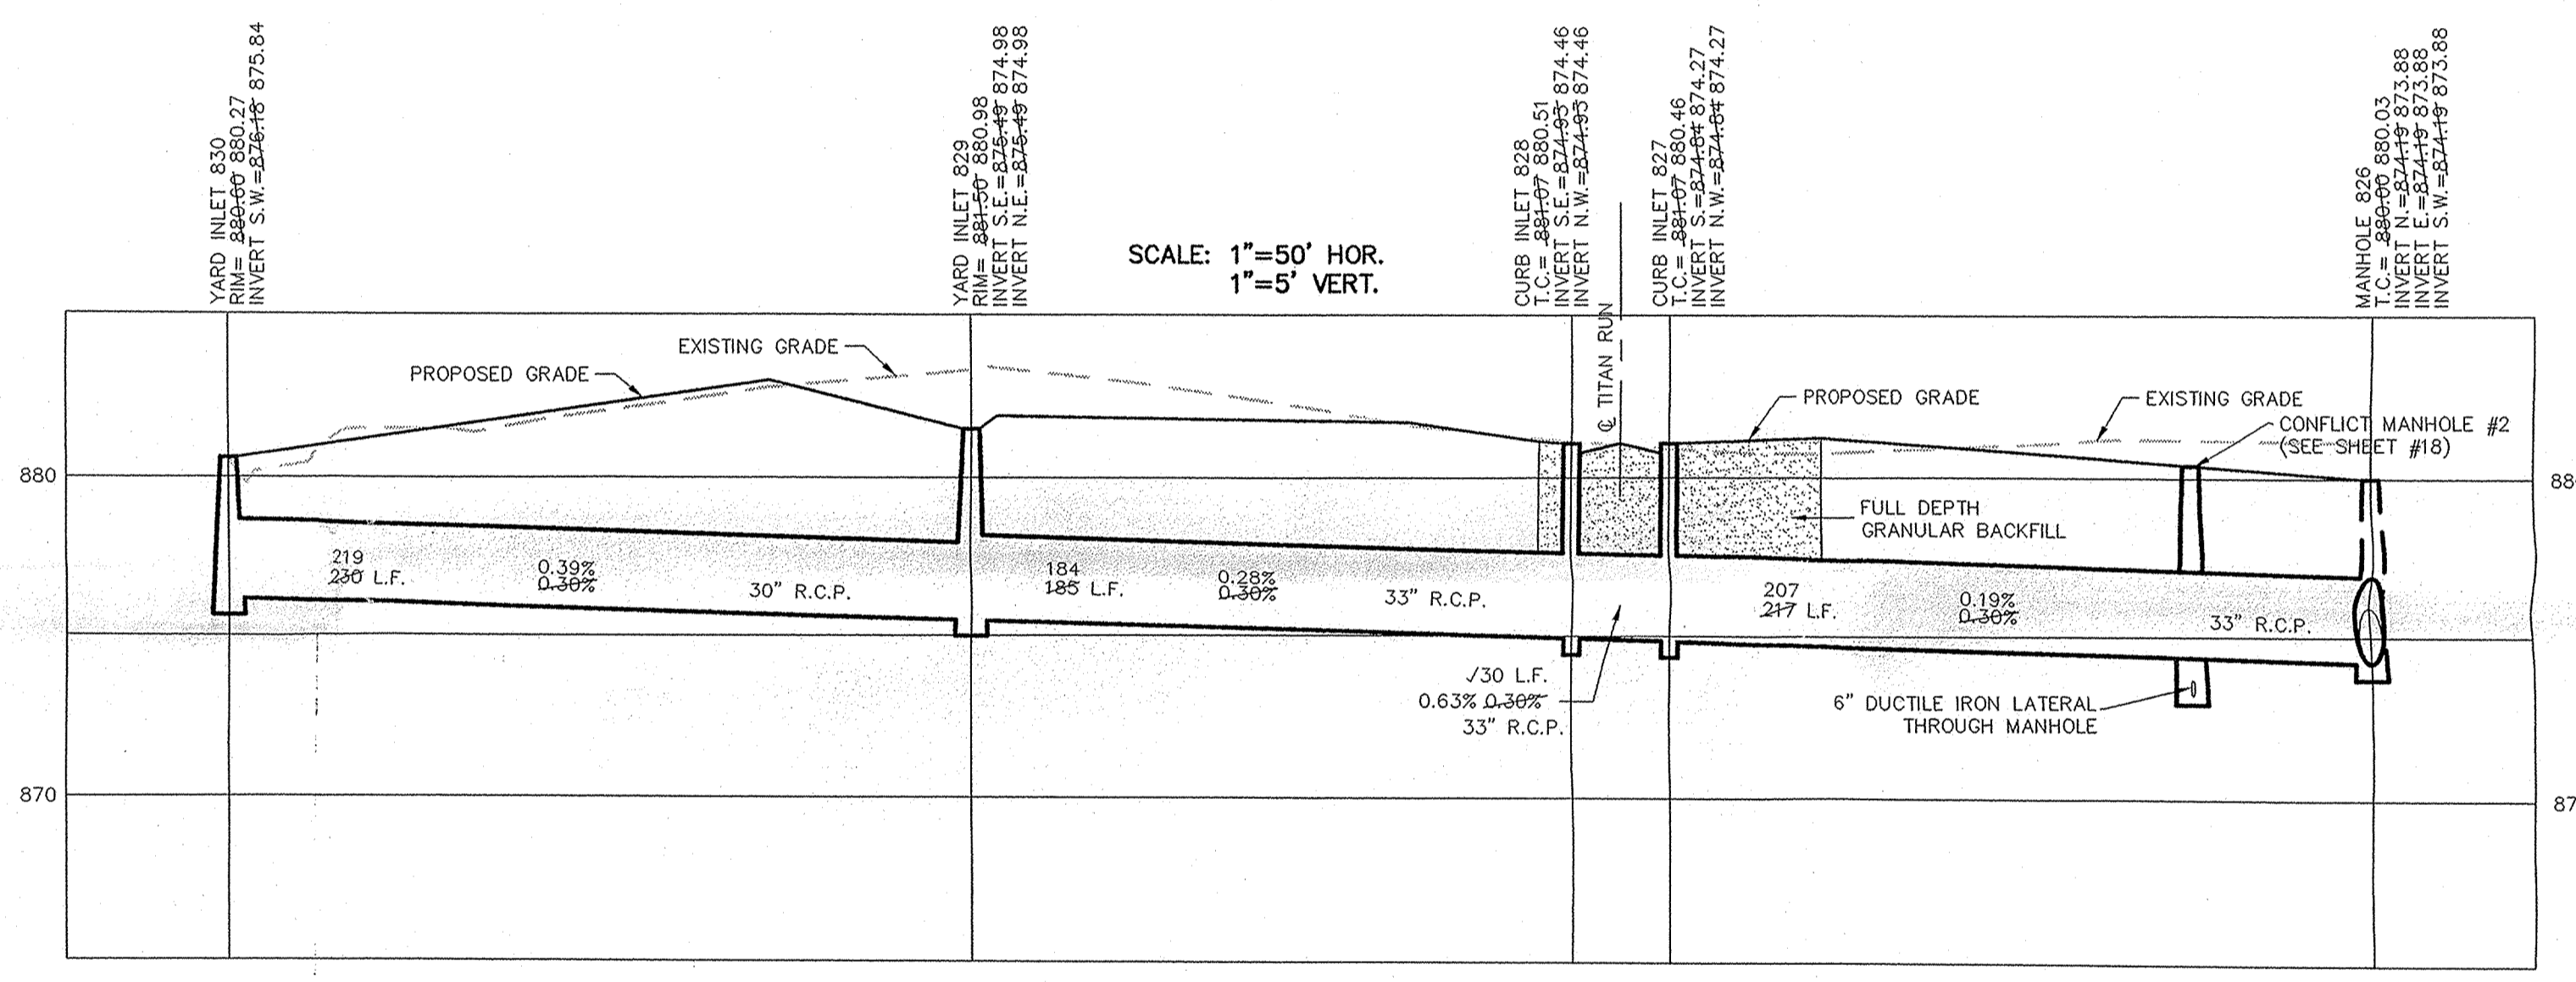 YARD INLET 830
RIM= 880.60 880.27
INVERT S.W.=876.18 875.84
YARD INLET 829
RIM= 881.50 880.98
INVERT S.E.=875.49 874.98
INVERT N.E.=875.49 874.98
SCALE: 1"=50' HOR.
1"=5' VERT.
CURB INLET 828
T.C.= 881.07 880.51
INVERT S.E.=874.93 874.46
INVERT N.W.=874.93 874.46
℄ TITAN RUN
CURB INLET 827
T.C.= 881.07 880.46
INVERT S.=874.84 874.27
INVERT N.W.=874.84 874.27
MANHOLE 826
T.C.= 880.00 880.03
INVERT N.=874.19 873.88
INVERT E.=874.19 873.88
INVERT S.W.=874.19 873.88
EXISTING GRADE
PROPOSED GRADE
PROPOSED GRADE
EXISTING GRADE
CONFLICT MANHOLE #2
(SEE SHEET #18)
880
88
FULL DEPTH
GRANULAR BACKFILL
219
230 L.F.
0.39%
0.30%
30" R.C.P.
184
185 L.F.
0.28%
0.30%
33" R.C.P.
207
217 L.F.
0.19%
0.30%
33" R.C.P.
√30 L.F.
0.63% 0.30%
33" R.C.P.
6" DUCTILE IRON LATERAL
THROUGH MANHOLE
870
87